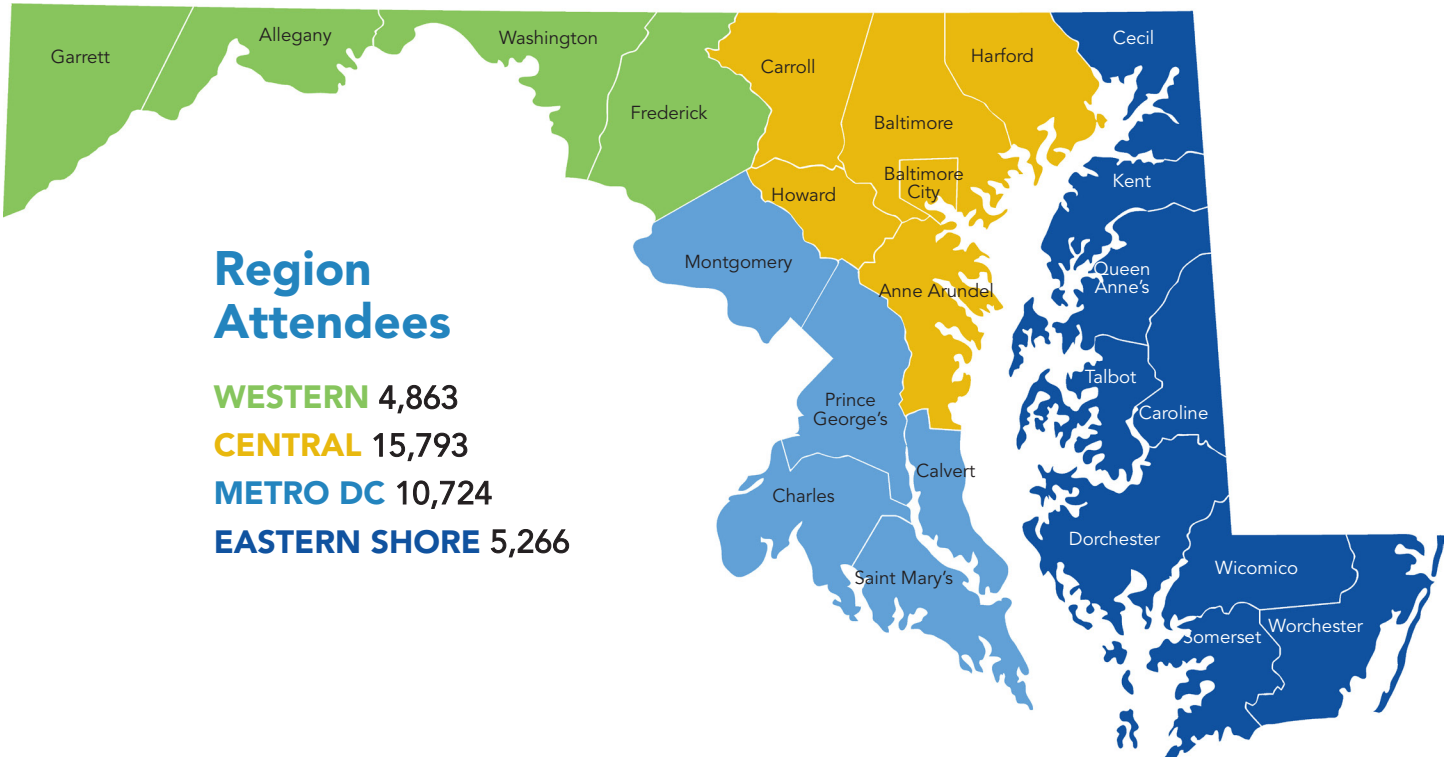 Garrett
Allegany
Washington
Frederick
Carroll
Baltimore
Harford
Cecil
Baltimore
City
Howard
Kent
Montgomery
Anne Arundel
Queen
Anne's
Talbot
Caroline
Prince
George's
Calvert
Charles
Saint Mary's
Dorchester
Wicomico
Somerset
Worchester
Region
Attendees
WESTERN 4,863
CENTRAL 15,793
METRO DC 10,724
EASTERN SHORE 5,266